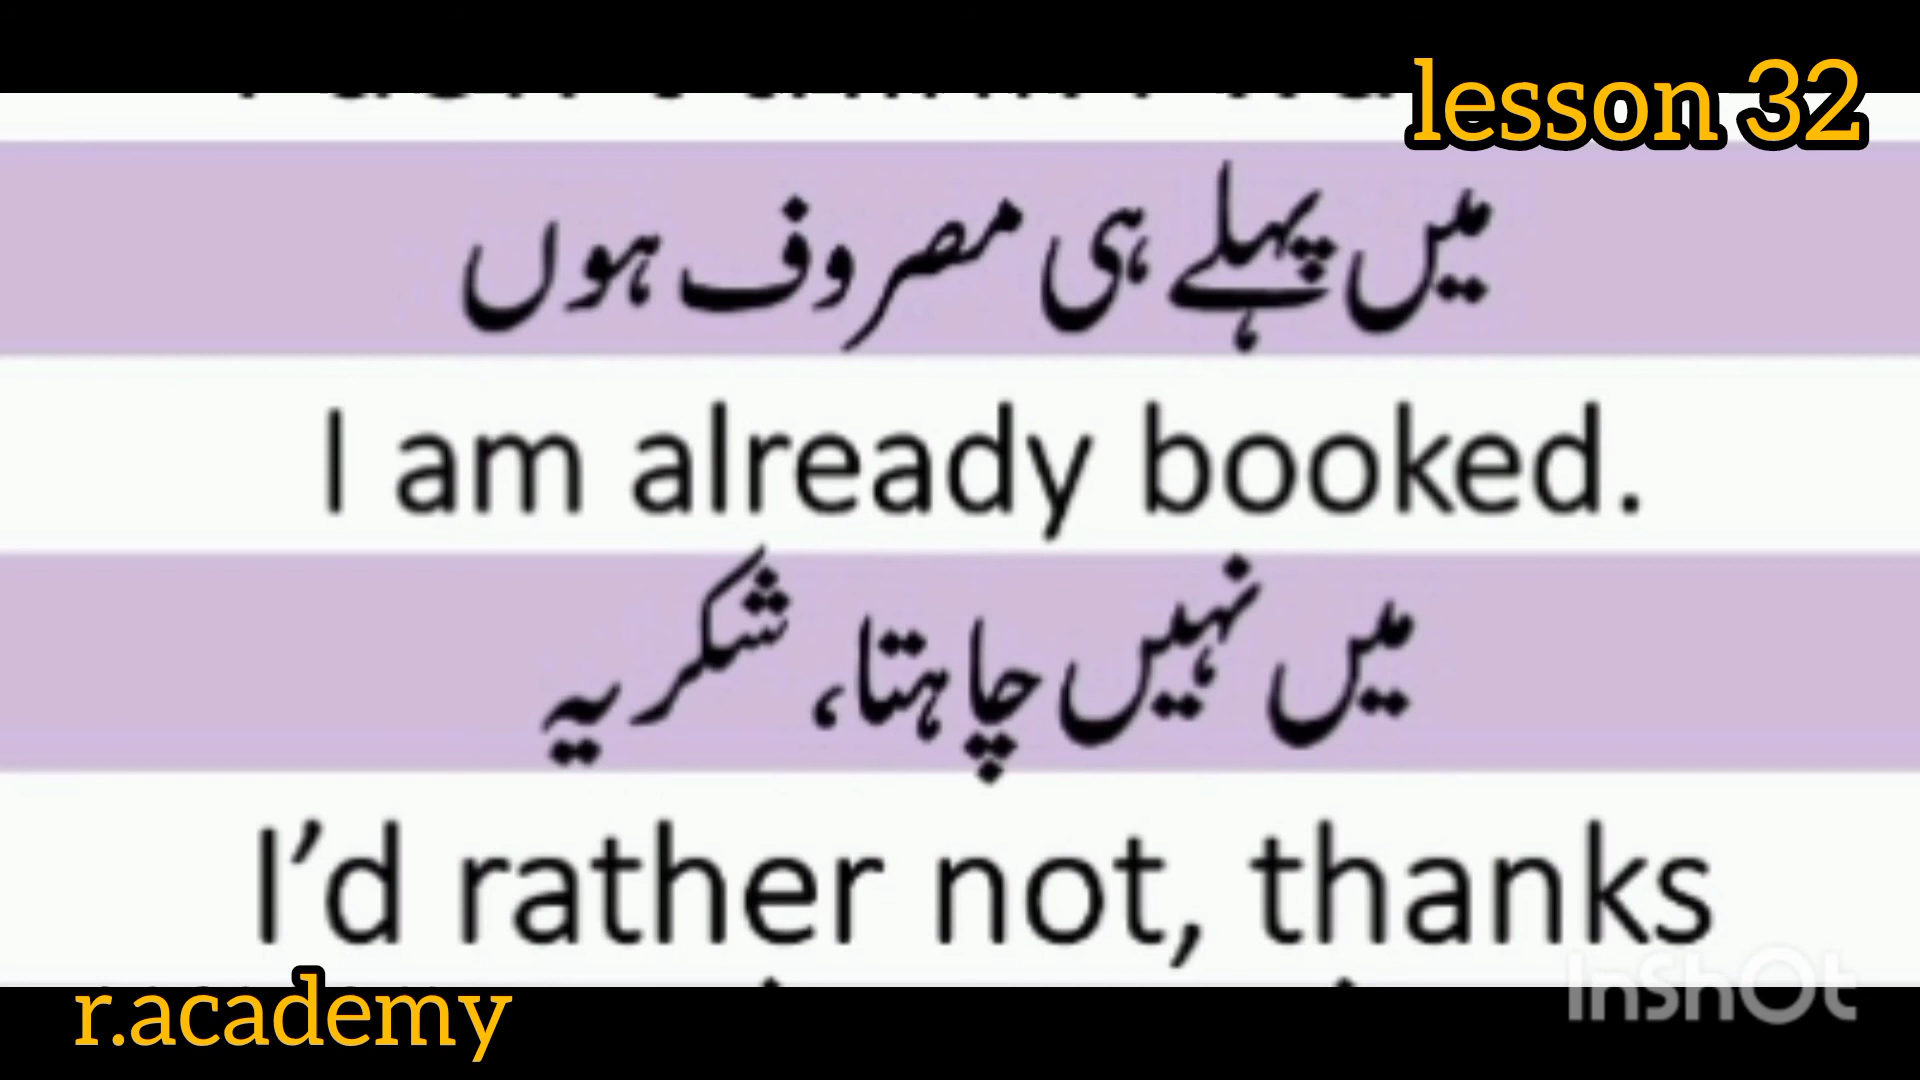 lesson 32
میں پہلے ہی مصروف ہوں
I am already booked.
میں نہیں چاہتا، شکریہ
I'd rather not, thanks
InShOt
r.academy